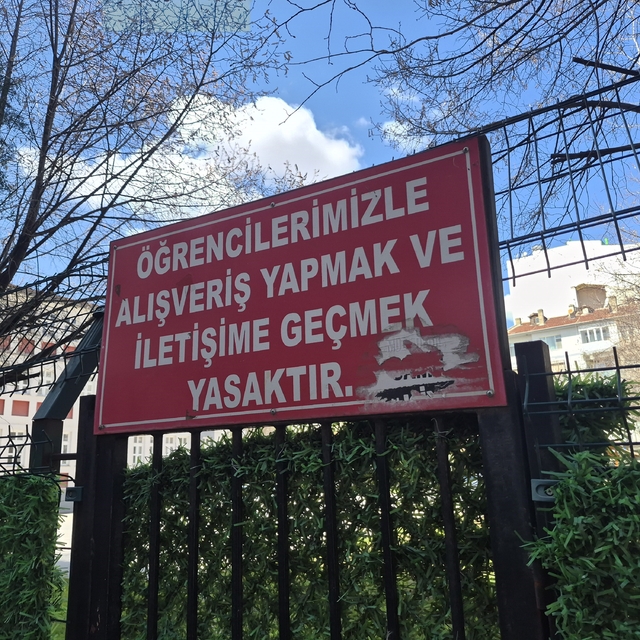 ÖĞRENCİLERİMİZLE
ALIŞVERİŞ YAPMAK VE
İLETİŞİME GEÇMEK
YASAKTIR.